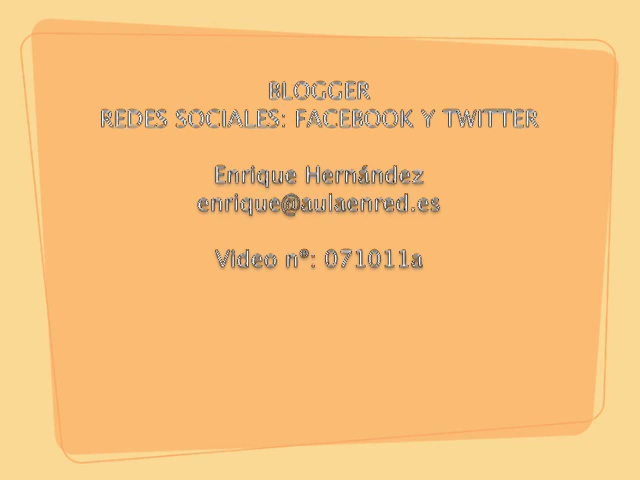 BLOGGER
REDES SOCIALES: FACEBOOK Y TWITTER
Enrique Hernández
enrique@aulaenred.es
Video nº: 071011a